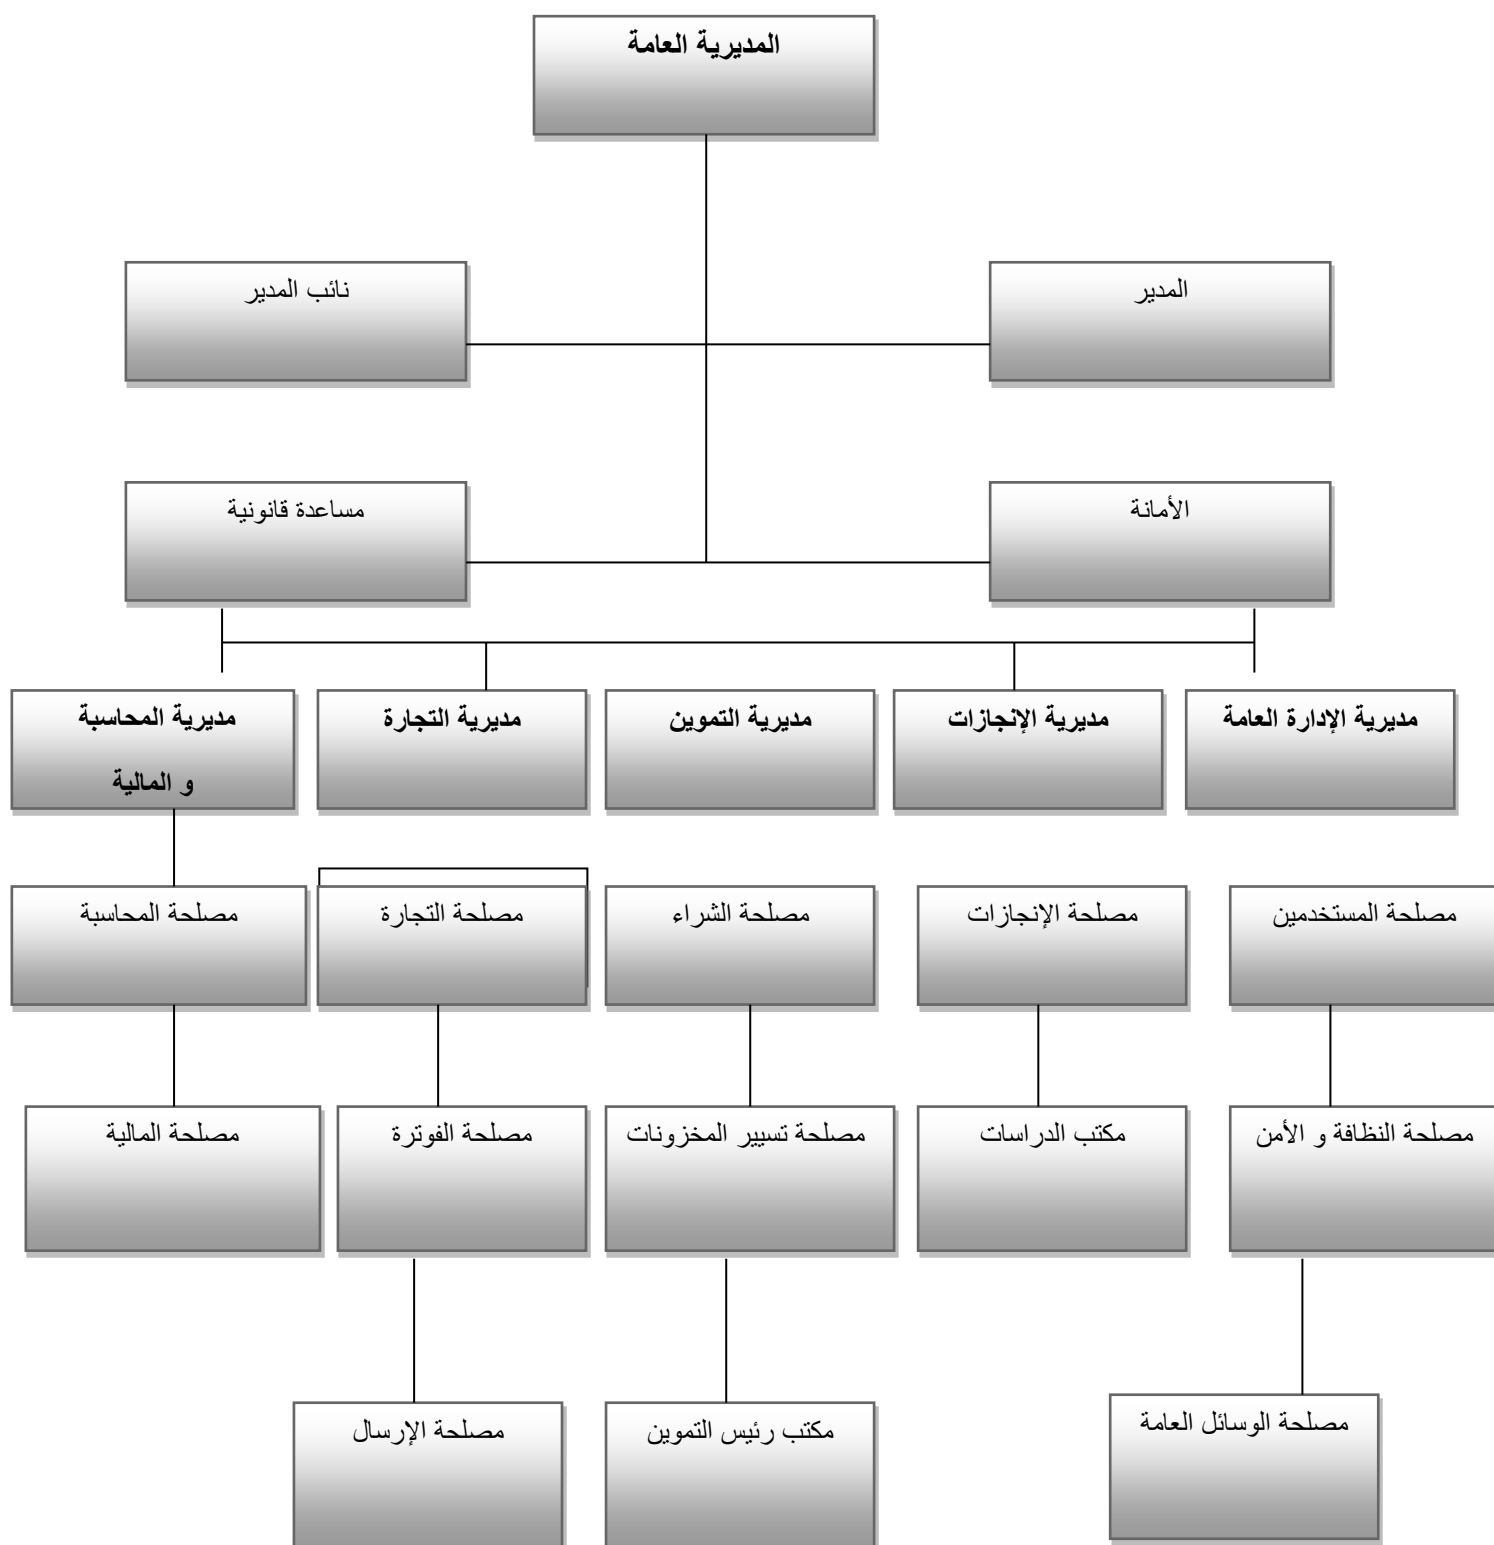 المديرية العامة
المدير
نائب المدير
الأمانة
مساعدة قانونية
مديرية الإدارة العامة
مديرية الإنجازات
مديرية التموين
مديرية التجارة
مديرية المحاسبة
و المالية
مصلحة المستخدمين
مصلحة الإنجازات
مصلحة الشراء
مصلحة التجارة
مصلحة المحاسبة
مصلحة النظافة و الأمن
مكتب الدراسات
مصلحة تسيير المخزونات
مصلحة الفوترة
مصلحة المالية
مصلحة الوسائل العامة
مكتب رئيس التموين
مصلحة الإرسال